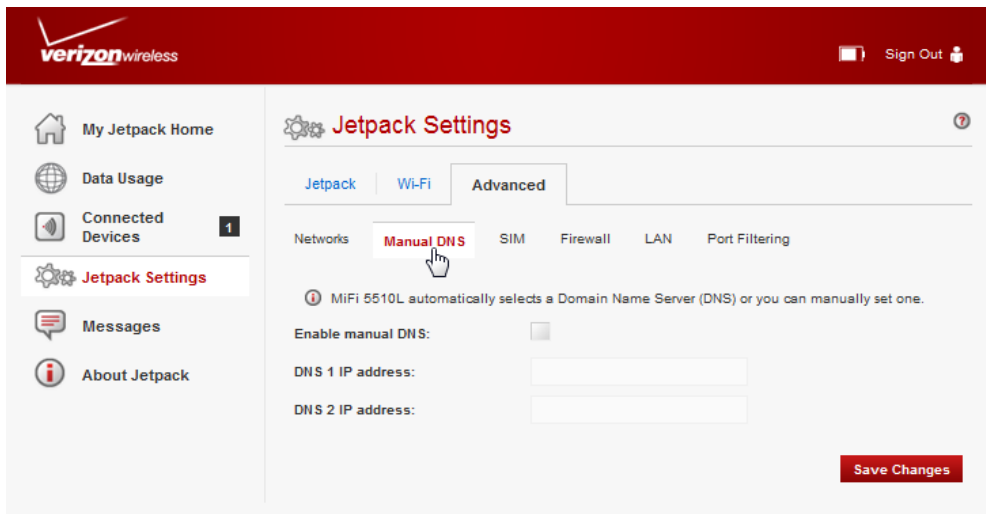 verizonwireless
Sign Out
My Jetpack Home
Data Usage
Connected
Devices
1
Jetpack Settings
Messages
About Jetpack
Jetpack Settings
?
Jetpack
Wi-Fi
Advanced
Networks
Manual DNS
SIM
Firewall
LAN
Port Filtering
MiFi 5510L automatically selects a Domain Name Server (DNS) or you can manually set one.
Enable manual DNS:
DNS 1 IP address:
DNS 2 IP address:
Save Changes